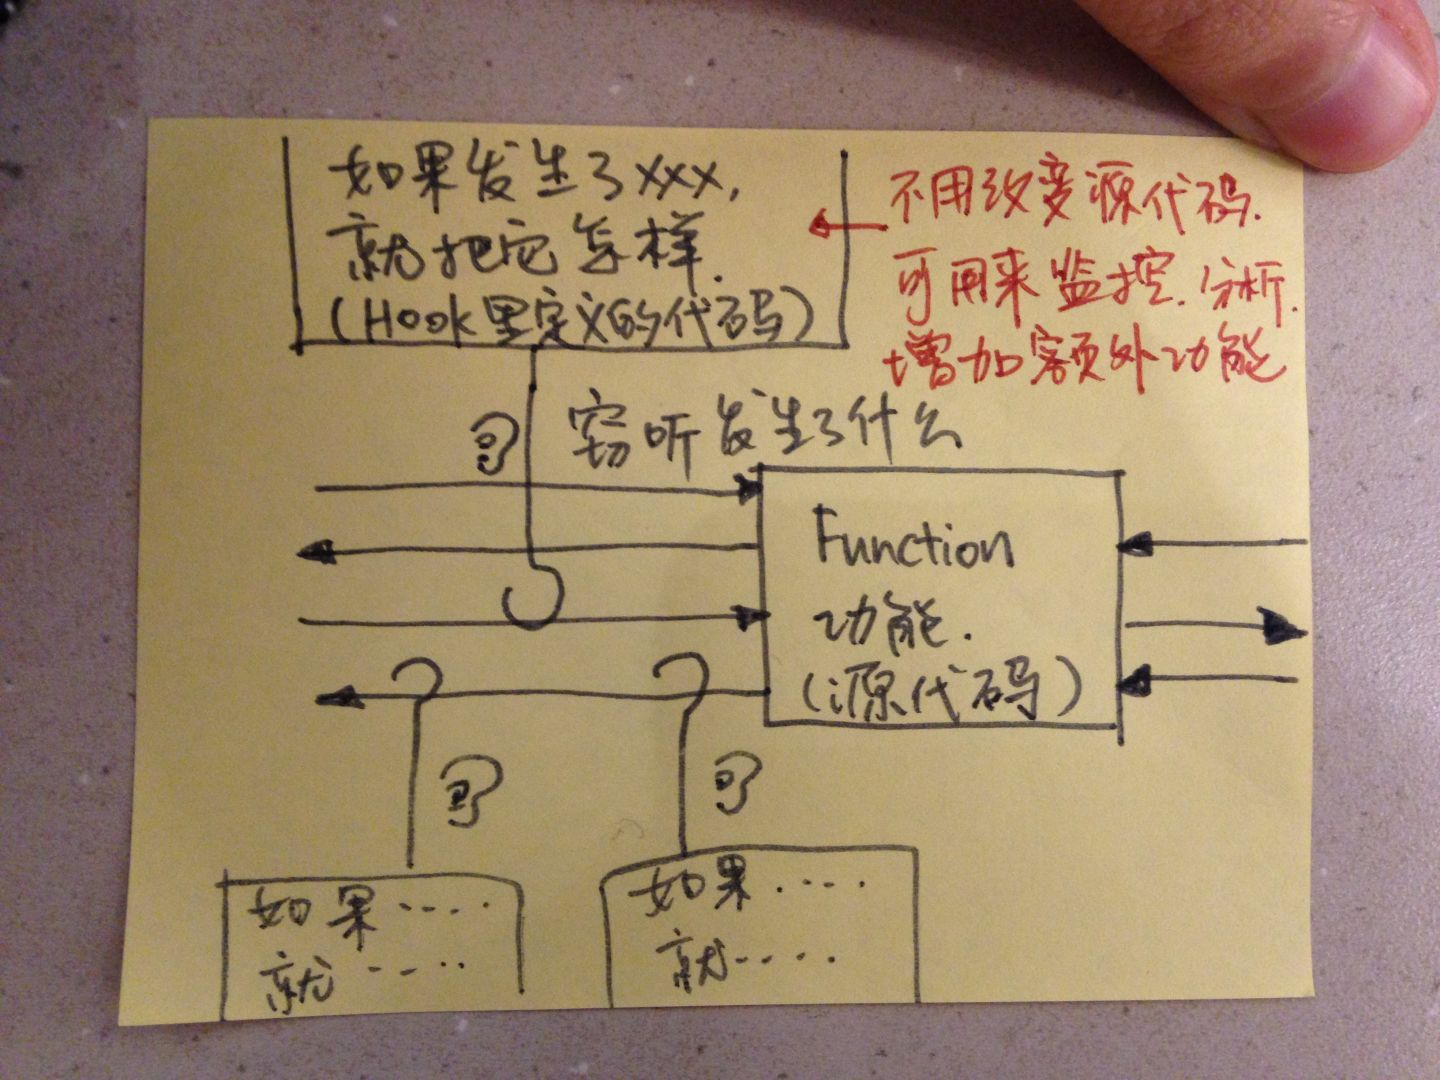 如果发生了xxx,
就把它怎样.
(Hook里定义的代码)
不用改变源代码.
可用来监控.分析.
增加额外功能
窃听发生了什么
Function
功能.
(源代码)
如果....
就....
如果....
就....